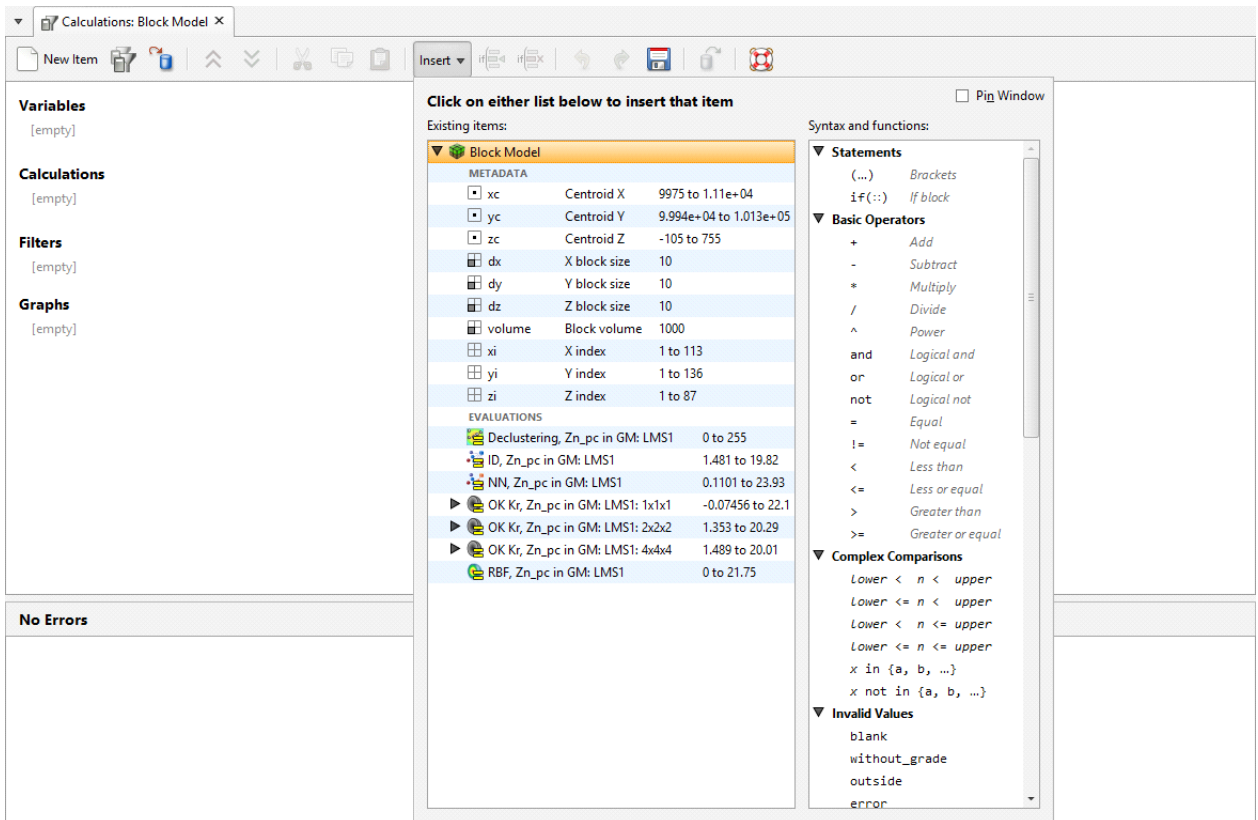 Calculations: Block Model ×
New Item
Insert
Variables
[empty]
Calculations
[empty]
Filters
[empty]
Graphs
[empty]
No Errors
Click on either list below to insert that item
Pin Window
Existing items:
Block Model
METADATA
xc Centroid X 9975 to 1.11e+04
yc Centroid Y 9.994e+04 to 1.013e+05
zc Centroid Z -105 to 755
dx X block size 10
dy Y block size 10
dz Z block size 10
volume Block volume 1000
xi X index 1 to 113
yi Y index 1 to 136
zi Z index 1 to 87
EVALUATIONS
Declustering, Zn_pc in GM: LMS1 0 to 255
ID, Zn_pc in GM: LMS1 1.481 to 19.82
NN, Zn_pc in GM: LMS1 0.1101 to 23.93
OK Kr, Zn_pc in GM: LMS1: 1x1x1 -0.07456 to 22.1
OK Kr, Zn_pc in GM: LMS1: 2x2x2 1.353 to 20.29
OK Kr, Zn_pc in GM: LMS1: 4x4x4 1.489 to 20.01
RBF, Zn_pc in GM: LMS1 0 to 21.75
Syntax and functions:
Statements
(…) Brackets
if(::) If block
Basic Operators
+ Add
- Subtract
* Multiply
/ Divide
^ Power
and Logical and
or Logical or
not Logical not
= Equal
!= Not equal
< Less than
<= Less or equal
> Greater than
>= Greater or equal
Complex Comparisons
lower < n < upper
lower <= n < upper
lower < n <= upper
lower <= n <= upper
x in {a, b, …}
x not in {a, b, …}
Invalid Values
blank
without_grade
outside
error